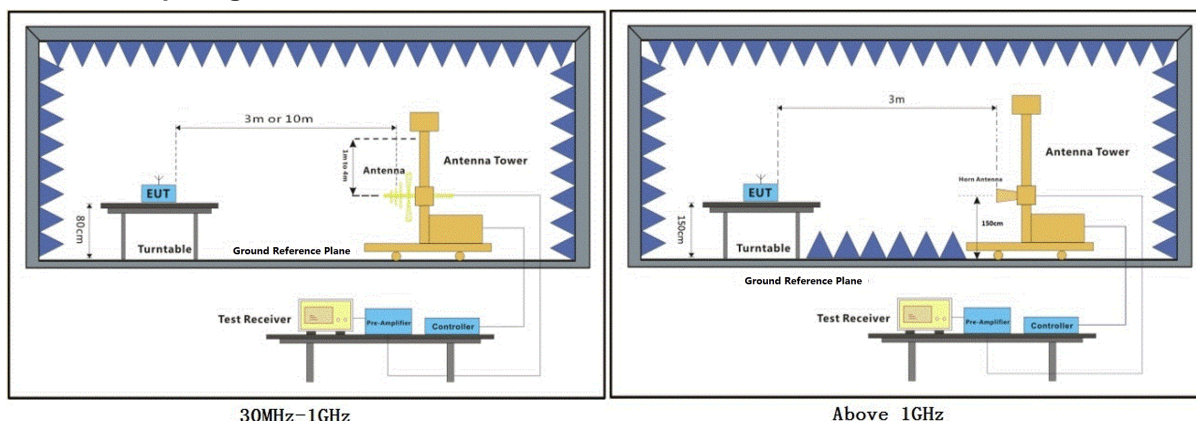 3m or 10m
1m to 4m
Antenna
Antenna Tower
EUT
80cm
Turntable
Ground Reference Plane
Test Receiver
Pre-Amplifier
Controller
30MHz-1GHz
3m
Antenna Tower
Horn Antenna
EUT
150cm
150cm
Turntable
Ground Reference Plane
Test Receiver
Pre-Amplifier
Controller
Above 1GHz